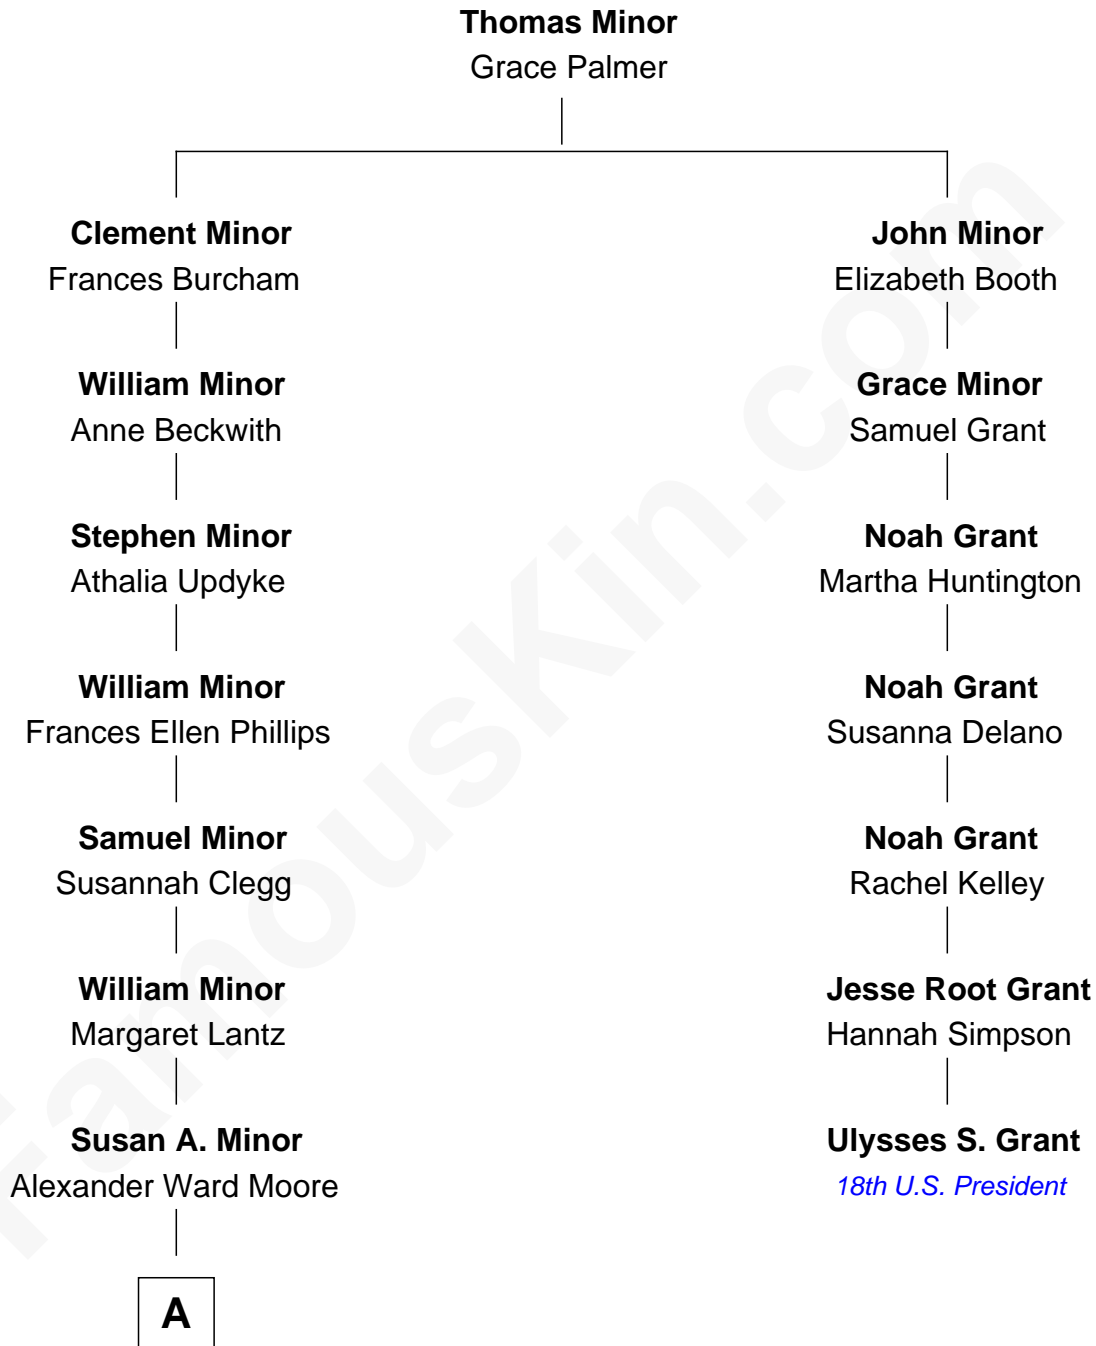 Thomas Minor
Grace Palmer
Clement Minor
Frances Burcham
John Minor
Elizabeth Booth
William Minor
Anne Beckwith
Grace Minor
Samuel Grant
Stephen Minor
Athalia Updyke
Noah Grant
Martha Huntington
William Minor
Frances Ellen Phillips
Noah Grant
Susanna Delano
Samuel Minor
Susannah Clegg
Noah Grant
Rachel Kelley
William Minor
Margaret Lantz
Jesse Root Grant
Hannah Simpson
Susan A. Minor
Alexander Ward Moore
Ulysses S. Grant
18th U.S. President
A
FamousKin.com